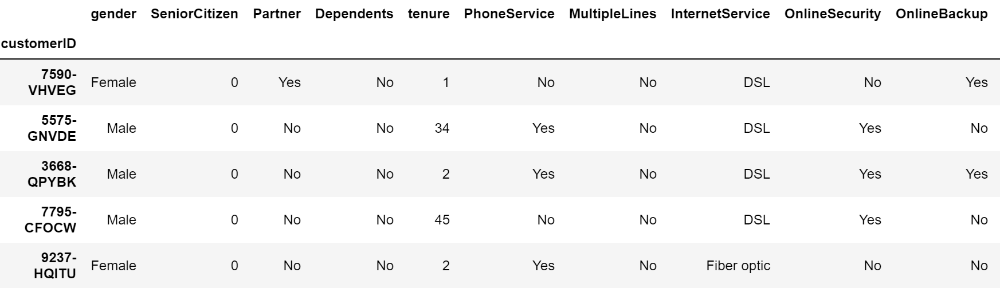 gender SeniorCitizen Partner Dependents tenure PhoneService MultipleLines InternetService OnlineSecurity OnlineBackup
customerID
7590-
VHVEG Female 0 Yes No 1 No No DSL No Yes
5575-
GNVDE Male 0 No No 34 Yes No DSL Yes No
3668-
QPYBK Male 0 No No 2 Yes No DSL Yes Yes
7795-
CFOCW Male 0 No No 45 No No DSL Yes No
9237-
HQITU Female 0 No No 2 Yes No Fiber optic No No